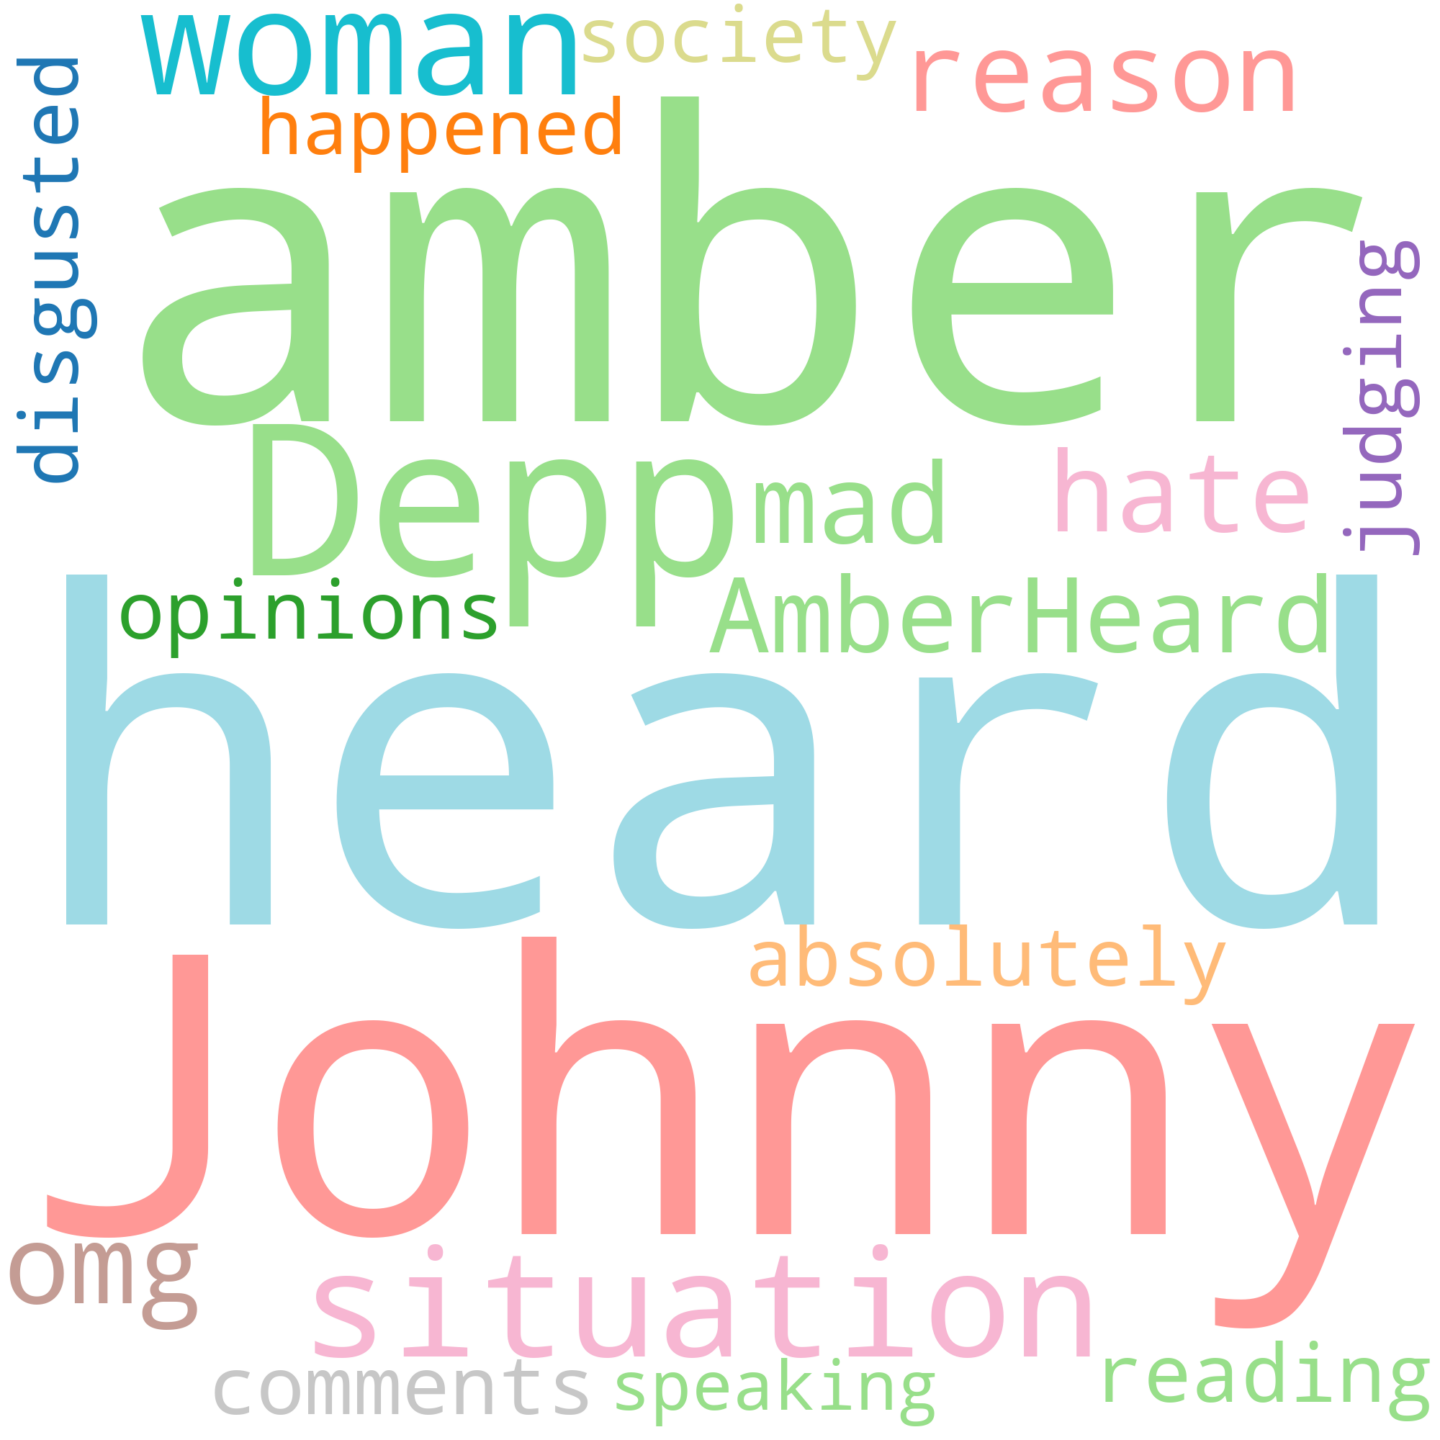 woman
society
reason
happened
disgusted
amber
judging
Depp
mad
hate
opinions
AmberHeard
heard
absolutely
Johnny
omg
situation
comments
speaking
reading